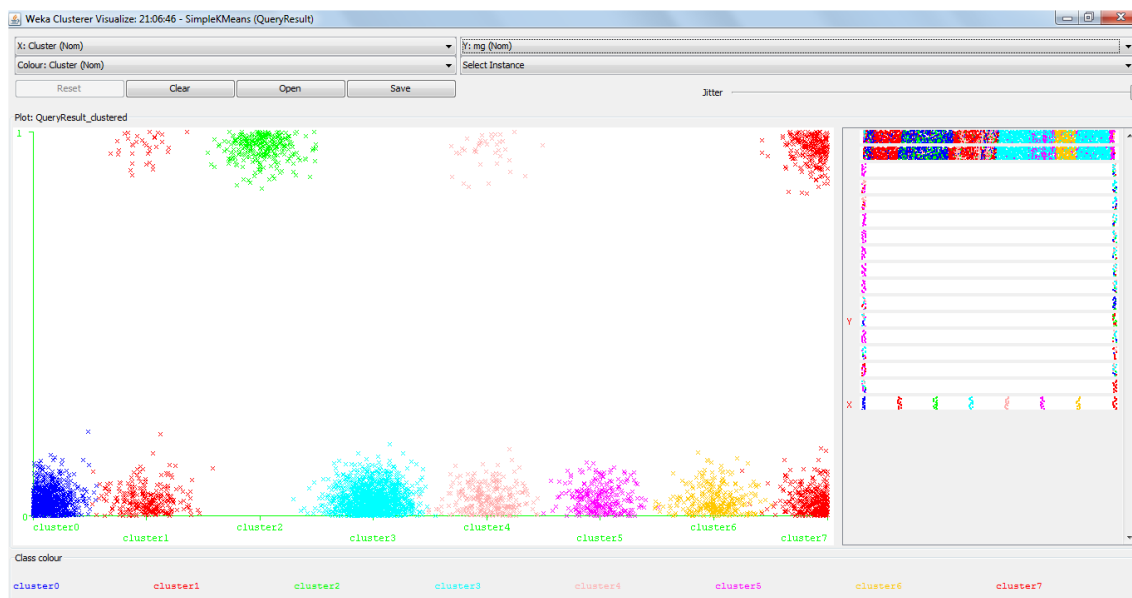 Weka Clusterer Visualize: 21:06:46 - SimpleKMeans (QueryResult)
X: Cluster (Nom) Y: mg (Nom)
Colour: Cluster (Nom) Select Instance
Reset Clear Open Save Jitter
Plot: QueryResult_clustered
1
Y
X
0
cluster0 cluster2 cluster4 cluster6
cluster1 cluster3 cluster5 cluster7
Class colour
cluster0 cluster1 cluster2 cluster3 cluster4 cluster5 cluster6 cluster7